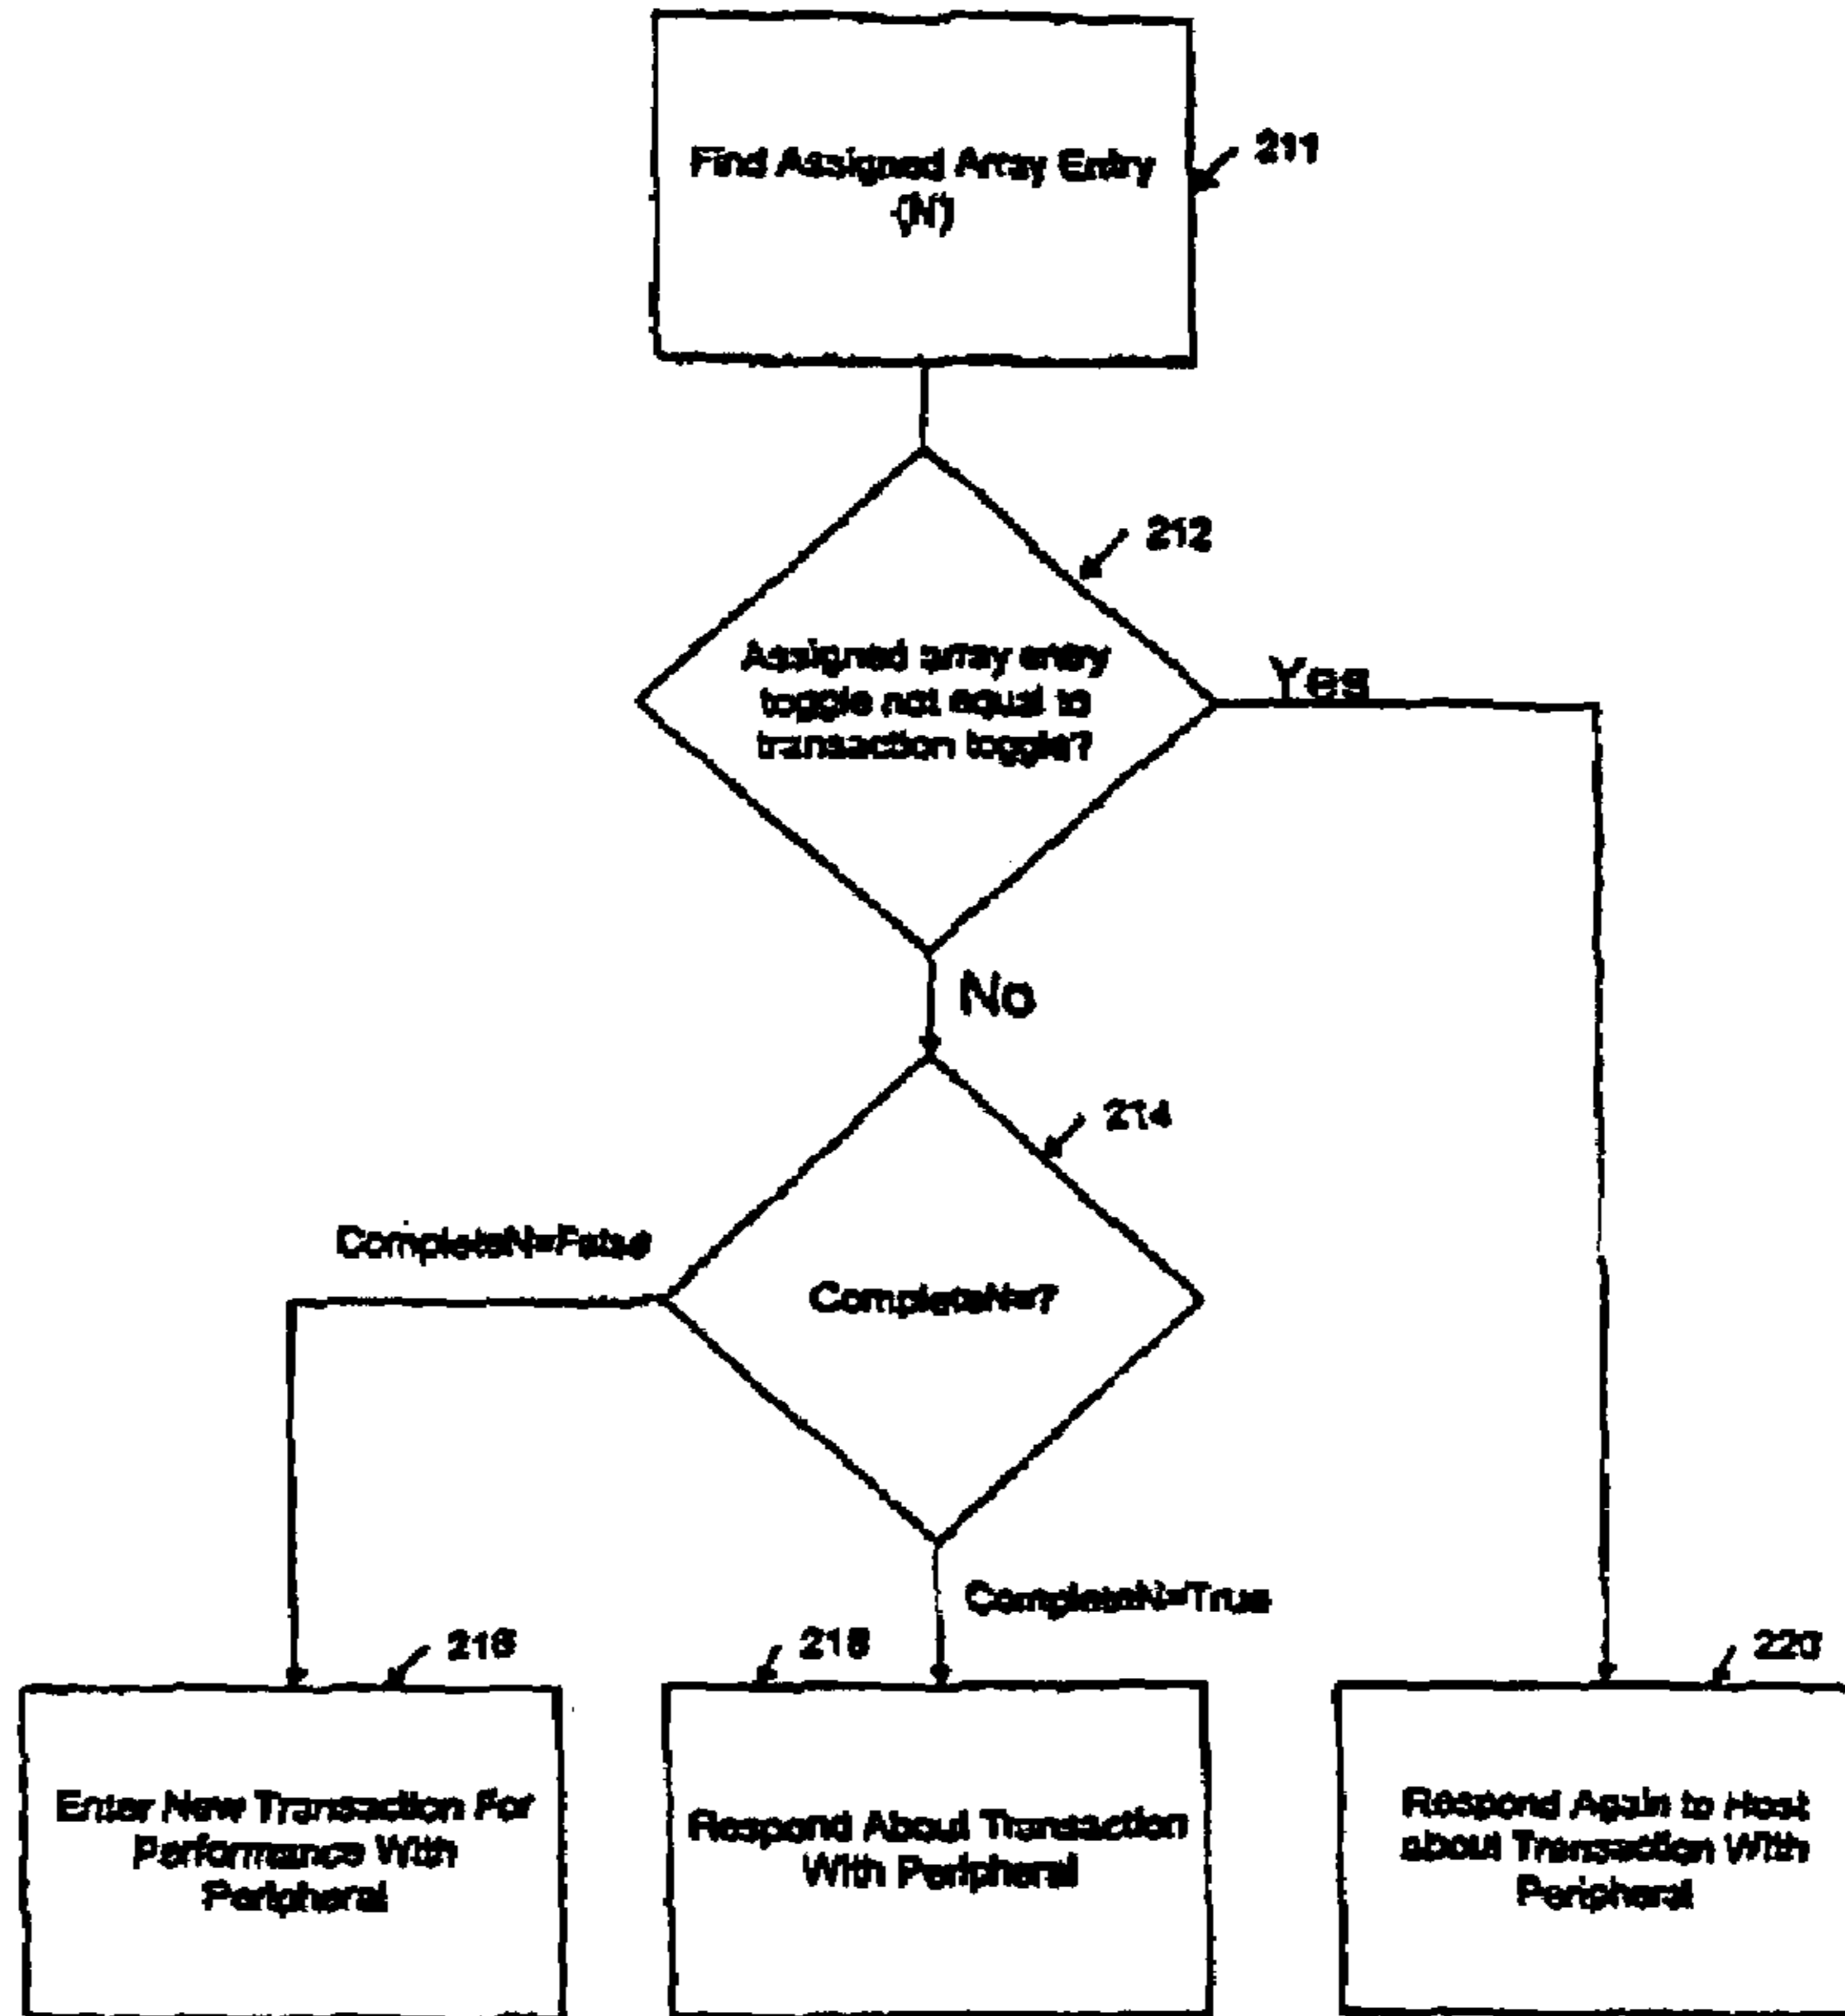 Find Assigned Array Entry
(N)
211
212
Assigned array entry
toggle not equal to
transaction toggle?
Yes
No
214
CompleteN=False
CompleteN=?
CompleteN=True
216
218
220
Enter New Transaction For
Performance With
Peripheral
Respond About Transaction
With Peripheral
Respond Again to Host
about Transaction With
Peripheral